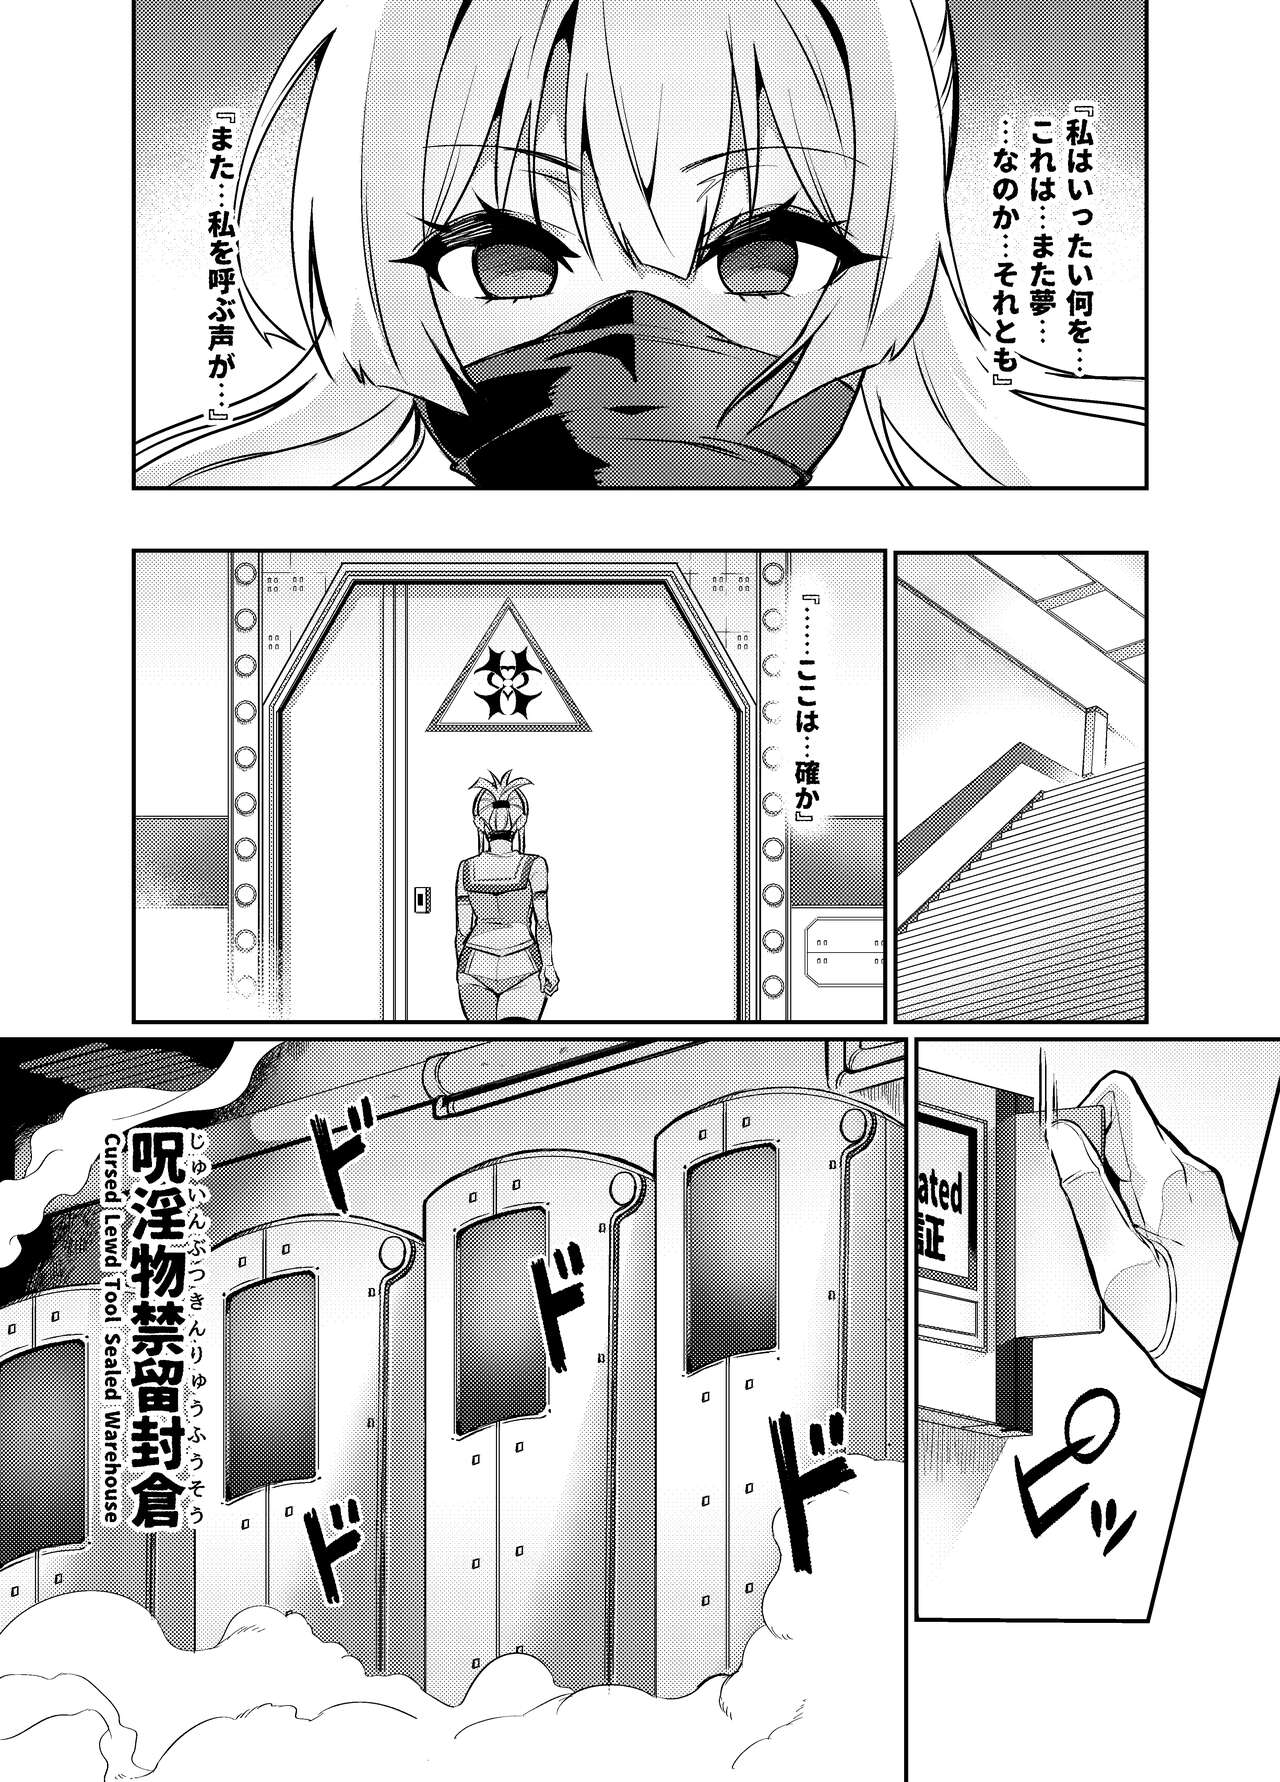 『私はいったい何を…
これは…また夢…
…なのか…それとも』
『また…私を呼ぶ声が…』
『……ここは…確か』
ated
証
ピッ
ド
ド
ド
ド
じゅいんぶつきんりゅうふうそう
呪淫物禁留封倉
Cursed Lewd Tool Sealed Warehouse